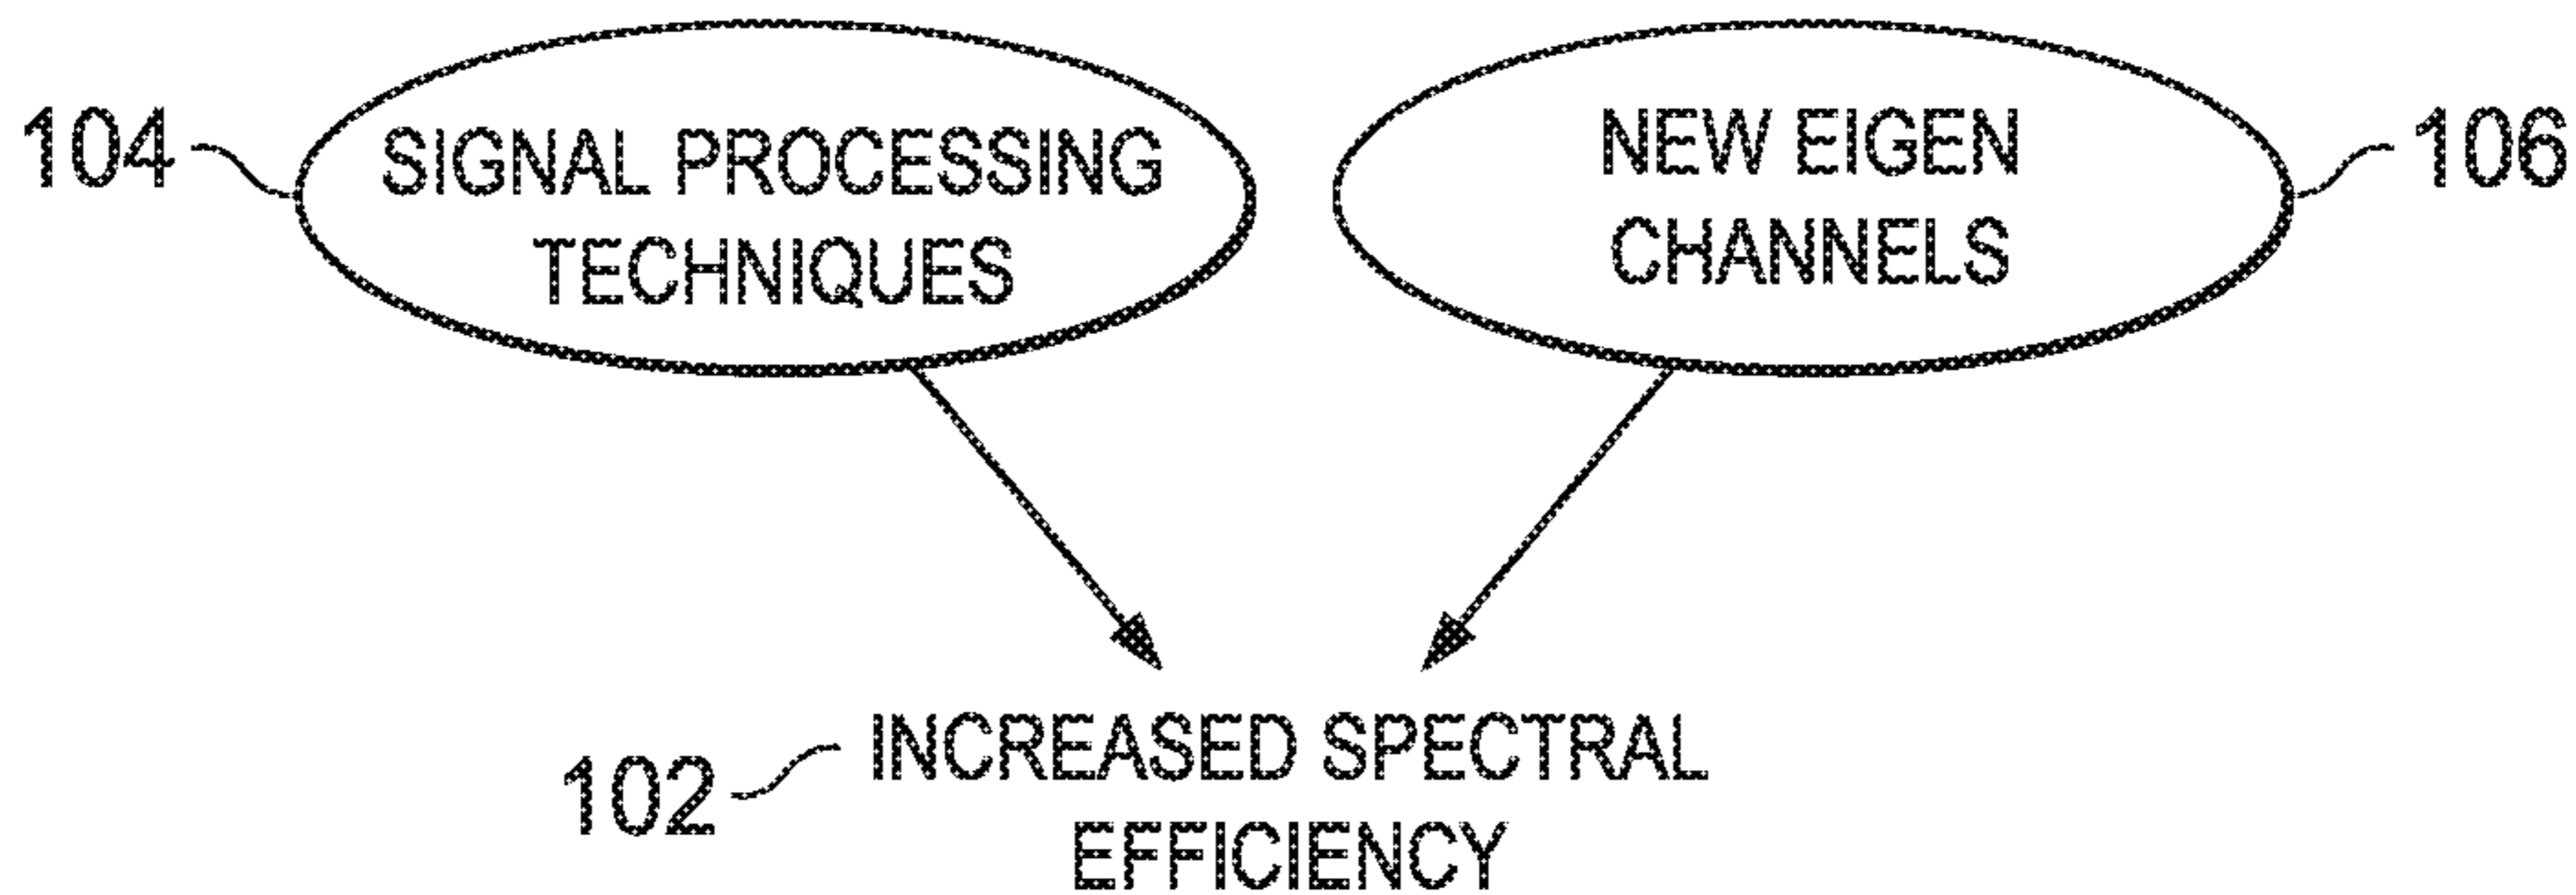 104
SIGNAL PROCESSING
TECHNIQUES
NEW EIGEN
CHANNELS
106
102
INCREASED SPECTRAL
EFFICIENCY